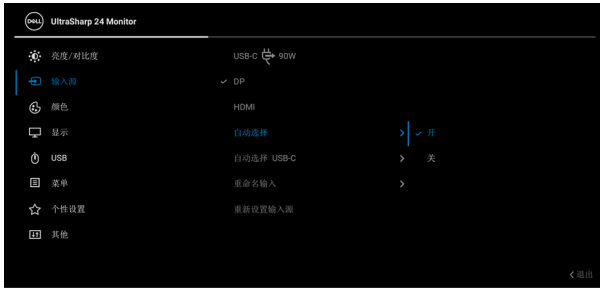 DELL UltraSharp 24 Monitor
亮度/对比度 USB-C 90W
输入源 DP
颜色 HDMI
显示 自动选择 开
USB 自动选择 USB-C 关
菜单 重命名输入
个性设置 重新设置输入源
其他
退出